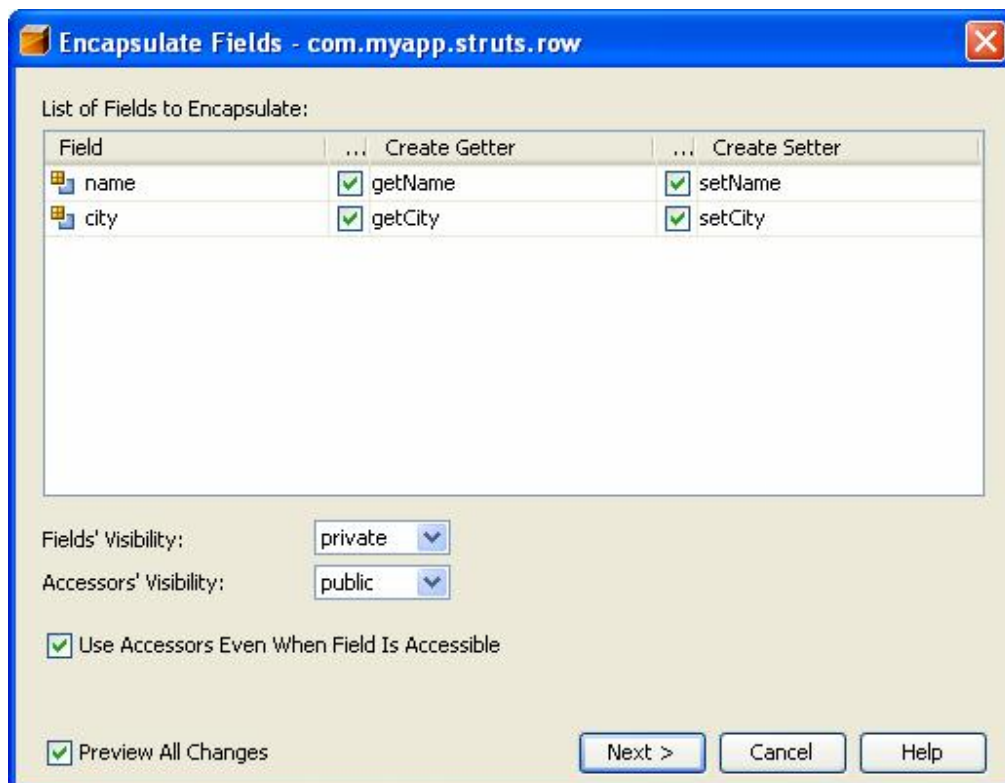 Encapsulate Fields - com.myapp.struts.row
List of Fields to Encapsulate:
Field ... Create Getter ... Create Setter
name getName setName
city getCity setCity
Fields' Visibility: private
Accessors' Visibility: public
Use Accessors Even When Field Is Accessible
Preview All Changes Next > Cancel Help